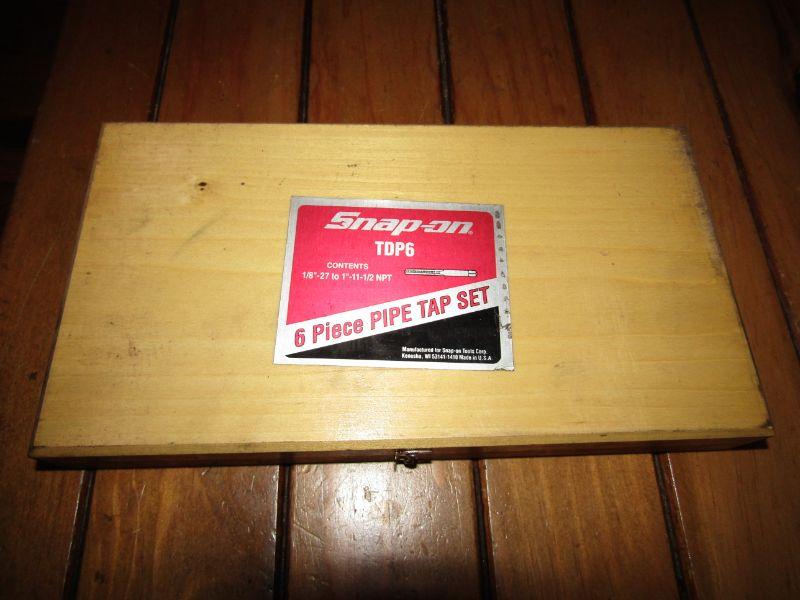 Snap-on®
TDP6
CONTENTS
1/8"-27 to 1"-11-1/2 NPT
6 Piece PIPE TAP SET
Manufactured for Snap-on Tools Corp.
Kenosha, WI 53141-1410 Made in U.S.A.